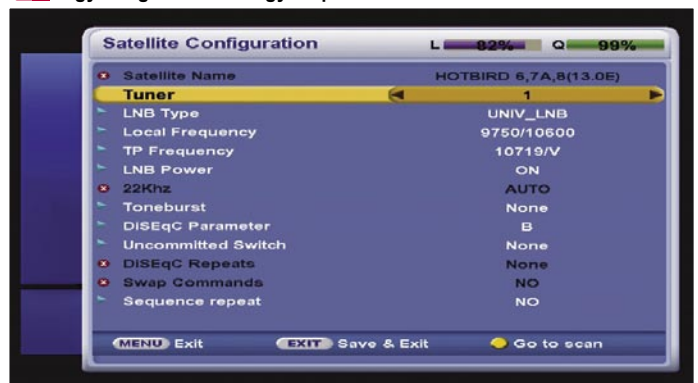 Satellite Configuration L 82% Q 99%
Satellite Name HOTBIRD 6,7A,8(13.0E)
Tuner 1
LNB Type UNIV_LNB
Local Frequency 9750/10600
TP Frequency 10719/V
LNB Power ON
22Khz AUTO
Toneburst None
DiSEqC Parameter B
Uncommitted Switch None
DiSEqC Repeats None
Swap Commands NO
Sequence repeat NO
MENU Exit EXIT Save & Exit Go to scan